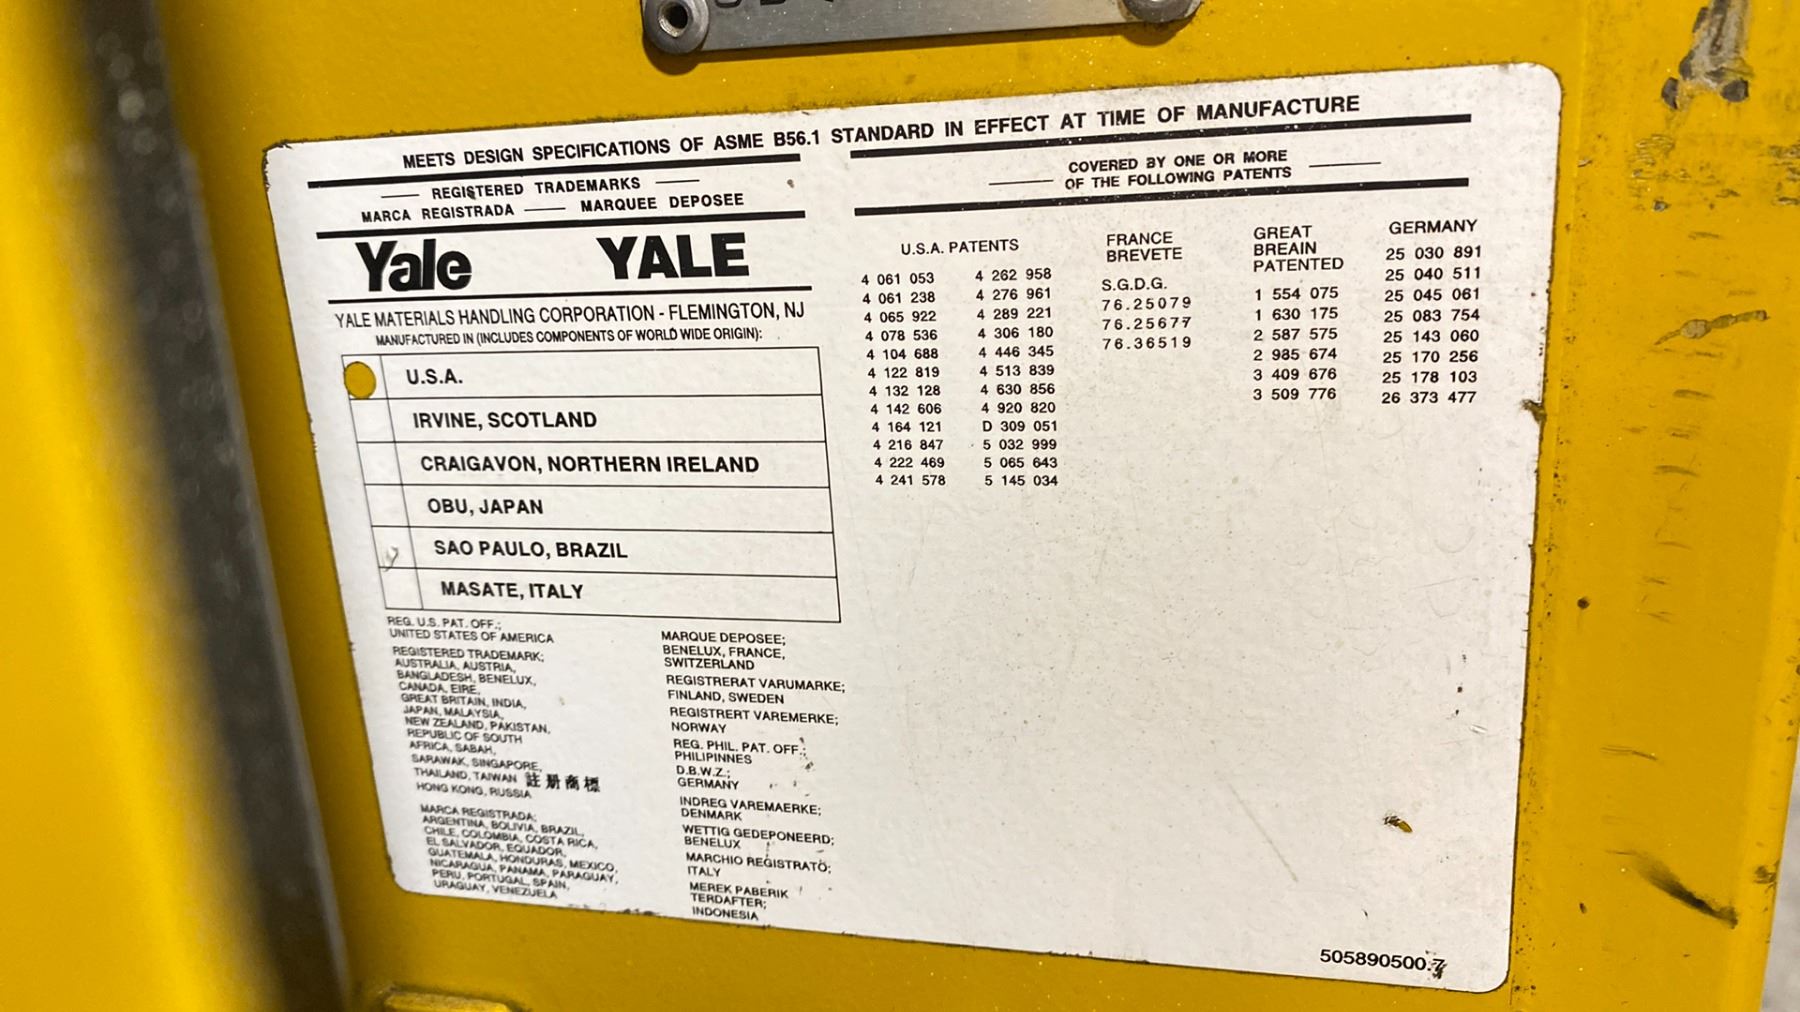 MEETS DESIGN SPECIFICATIONS OF ASME B56.1 STANDARD IN EFFECT AT TIME OF MANUFACTURE
REGISTERED TRADEMARKS
MARCA REGISTRADA MARQUEE DEPOSEE
Yale YALE
YALE MATERIALS HANDLING CORPORATION - FLEMINGTON, NJ
MANUFACTURED IN (INCLUDES COMPONENTS OF WORLD WIDE ORIGIN):
U.S.A.
IRVINE, SCOTLAND
CRAIGAVON, NORTHERN IRELAND
OBU, JAPAN
SAO PAULO, BRAZIL
MASATE, ITALY
REG. U.S. PAT. OFF.;
UNITED STATES OF AMERICA
REGISTERED TRADEMARK;
AUSTRALIA, AUSTRIA,
BANGLADESH, BENELUX,
CANADA, EIRE,
GREAT BRITAIN, INDIA,
JAPAN, MALAYSIA,
NEW ZEALAND, PAKISTAN,
REPUBLIC OF SOUTH
AFRICA, SABAH,
SARAWAK, SINGAPORE,
THAILAND, TAIWAN 註册商標
HONG KONG, RUSSIA
MARCA REGISTRADA;
ARGENTINA, BOLIVIA, BRAZIL,
CHILE, COLOMBIA, COSTA RICA,
EL SALVADOR, EQUADOR,
GUATEMALA, HONDURAS, MEXICO,
NICARAGUA, PANAMA, PARAGUAY,
PERU, PORTUGAL, SPAIN,
URAGUAY, VENEZUELA
MARQUE DEPOSEE;
BENELUX, FRANCE,
SWITZERLAND
REGISTRERAT VARUMARKE;
FINLAND, SWEDEN
REGISTRERT VAREMERKE;
NORWAY
REG. PHIL. PAT. OFF.;
PHILIPINNES
D.B.W.Z.;
GERMANY
INDREG VAREMAERKE;
DENMARK
WETTIG GEDEPONEERD;
BENELUX
MARCHIO REGISTRATO;
ITALY
MEREK PABERIK
TERDAFTER;
INDONESIA
COVERED BY ONE OR MORE
OF THE FOLLOWING PATENTS
U.S.A. PATENTS
4 061 053 4 262 958
4 061 238 4 276 961
4 065 922 4 289 221
4 078 536 4 306 180
4 104 688 4 446 345
4 122 819 4 513 839
4 132 128 4 630 856
4 142 606 4 920 820
4 164 121 D 309 051
4 216 847 5 032 999
4 222 469 5 065 643
4 241 578 5 145 034
FRANCE
BREVETE
S.G.D.G.
76.25079
76.25677
76.36519
GREAT
BREAIN
PATENTED
1 554 075
1 630 175
2 587 575
2 985 674
3 409 676
3 509 776
GERMANY
25 030 891
25 040 511
25 045 061
25 083 754
25 143 060
25 170 256
25 178 103
26 373 477
505890500.7